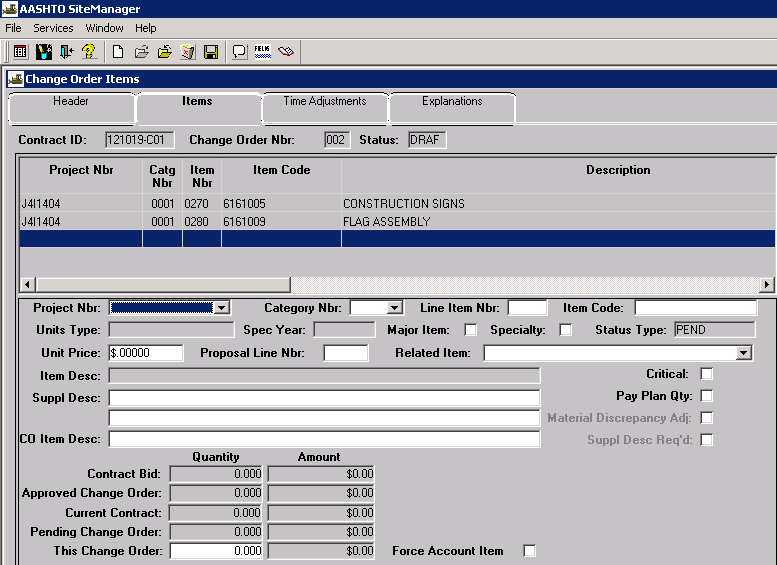 AASHTO SiteManager
File Services Window Help
FELIG
Change Order Items
Header Items Time Adjustments Explanations
Contract ID: 121019-C01 Change Order Nbr: 002 Status: DRAF
Project Nbr Catg Nbr Item Nbr Item Code Description
J4I1404 0001 0270 6161005 CONSTRUCTION SIGNS
J4I1404 0001 0280 6161009 FLAG ASSEMBLY
Project Nbr: Category Nbr: Line Item Nbr: Item Code:
Units Type: Spec Year: Major Item: Specialty: Status Type: PEND
Unit Price: $.00000 Proposal Line Nbr: Related Item:
Item Desc: Critical:
Suppl Desc: Pay Plan Qty:
Material Discrepancy Adj:
CO Item Desc: Suppl Desc Req'd:
Quantity Amount
Contract Bid: 0.000 $0.00
Approved Change Order: 0.000 $0.00
Current Contract: 0.000 $0.00
Pending Change Order: 0.000 $0.00
This Change Order: 0.000 $0.00 Force Account Item